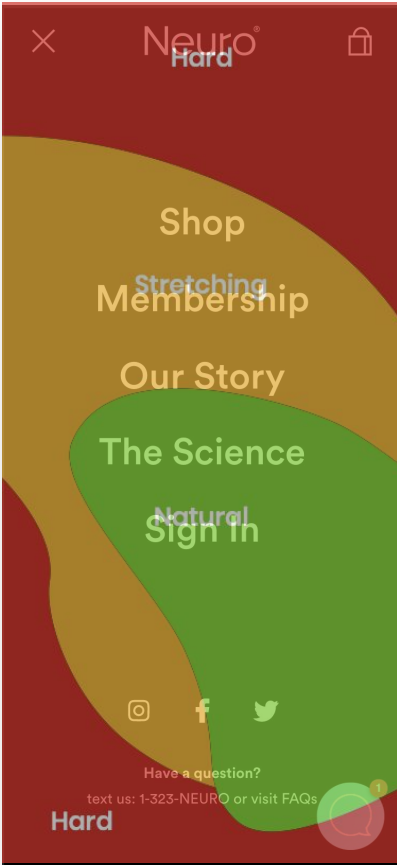 Neuro®
Hard
Shop
Stretching
Membership
Our Story
The Science
Natural
Sign In
Have a question?
1
text us: 1-323-NEURO or visit FAQs
Hard